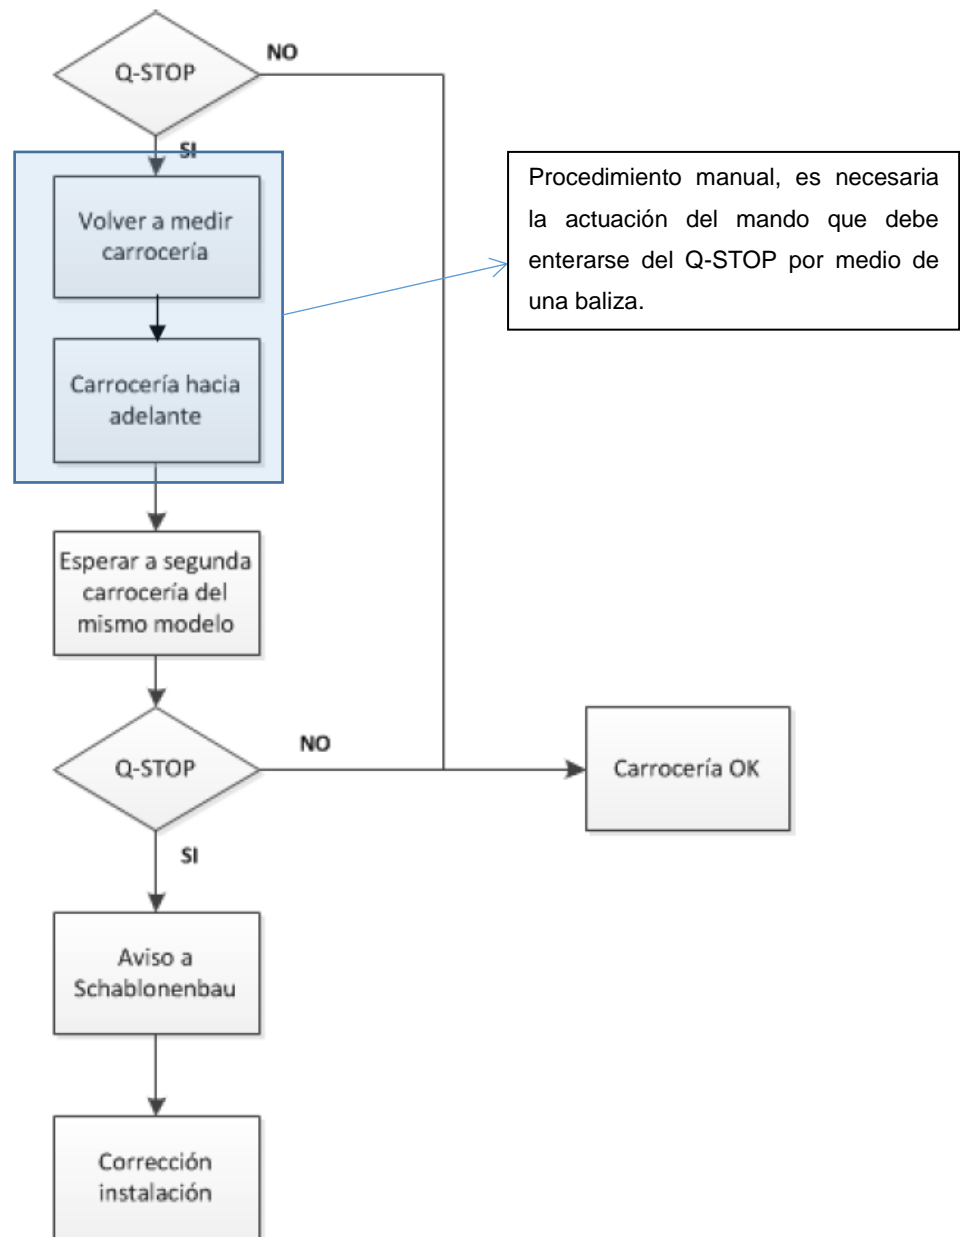 Q-STOP
NO
SI
Volver a medir
carrocería
Procedimiento manual, es necesaria
la actuación del mando que debe
enterarse del Q-STOP por medio de
una baliza.
Carrocería hacia
adelante
Esperar a segunda
carrocería del
mismo modelo
Q-STOP
NO
Carrocería OK
SI
Aviso a
Schablonenbau
Corrección
instalación